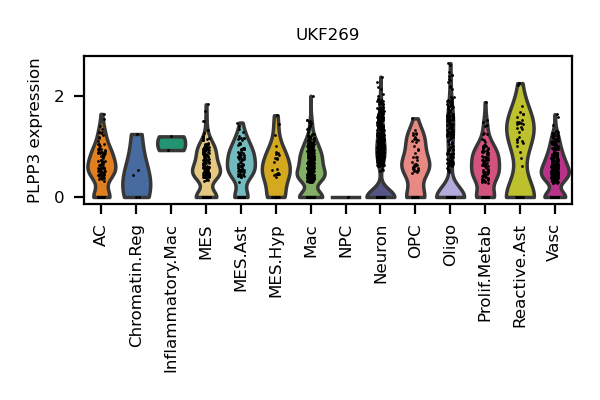 UKF269
PLPP3 expression
2
0
AC
Chromatin.Reg
Inflammatory.Mac
MES
MES.Ast
MES.Hyp
Mac
NPC
Neuron
OPC
Oligo
Prolif.Metab
Reactive.Ast
Vasc